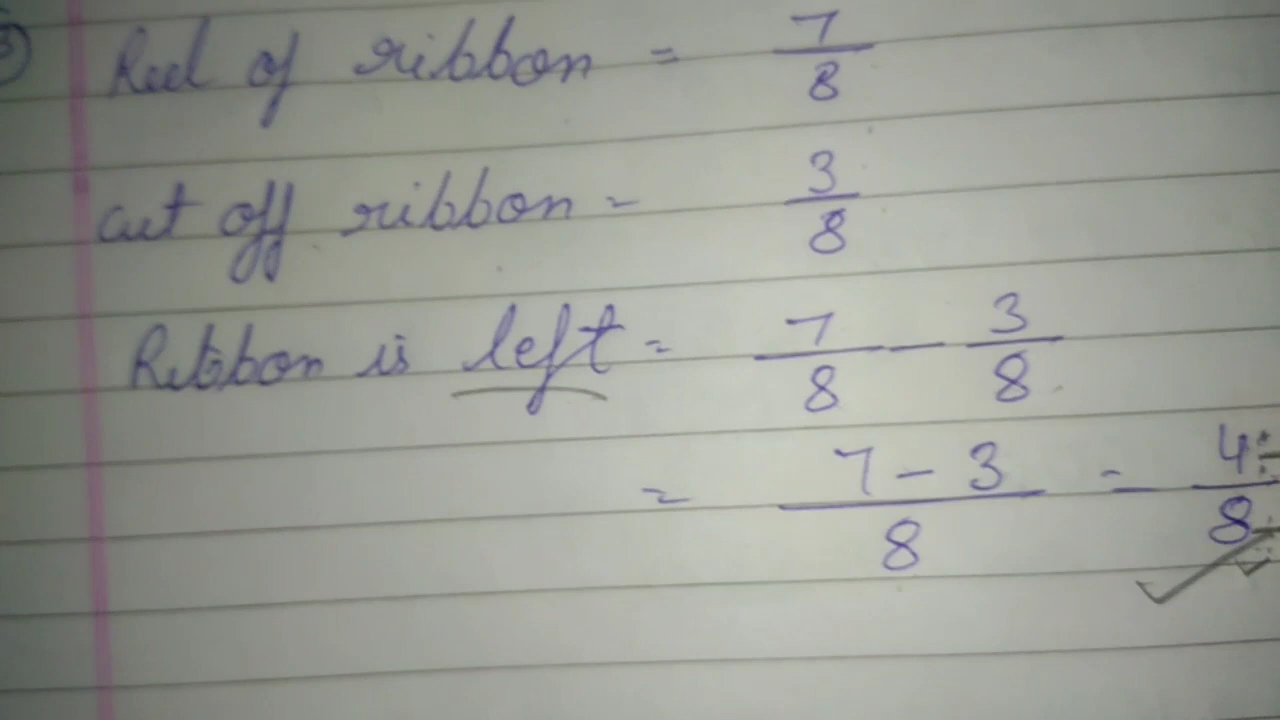 3 Reel of ribbon = 7/8
cut off ribbon = 3/8
Ribbon is left = 7/8 - 3/8
= 7 - 3/8 = 4/8